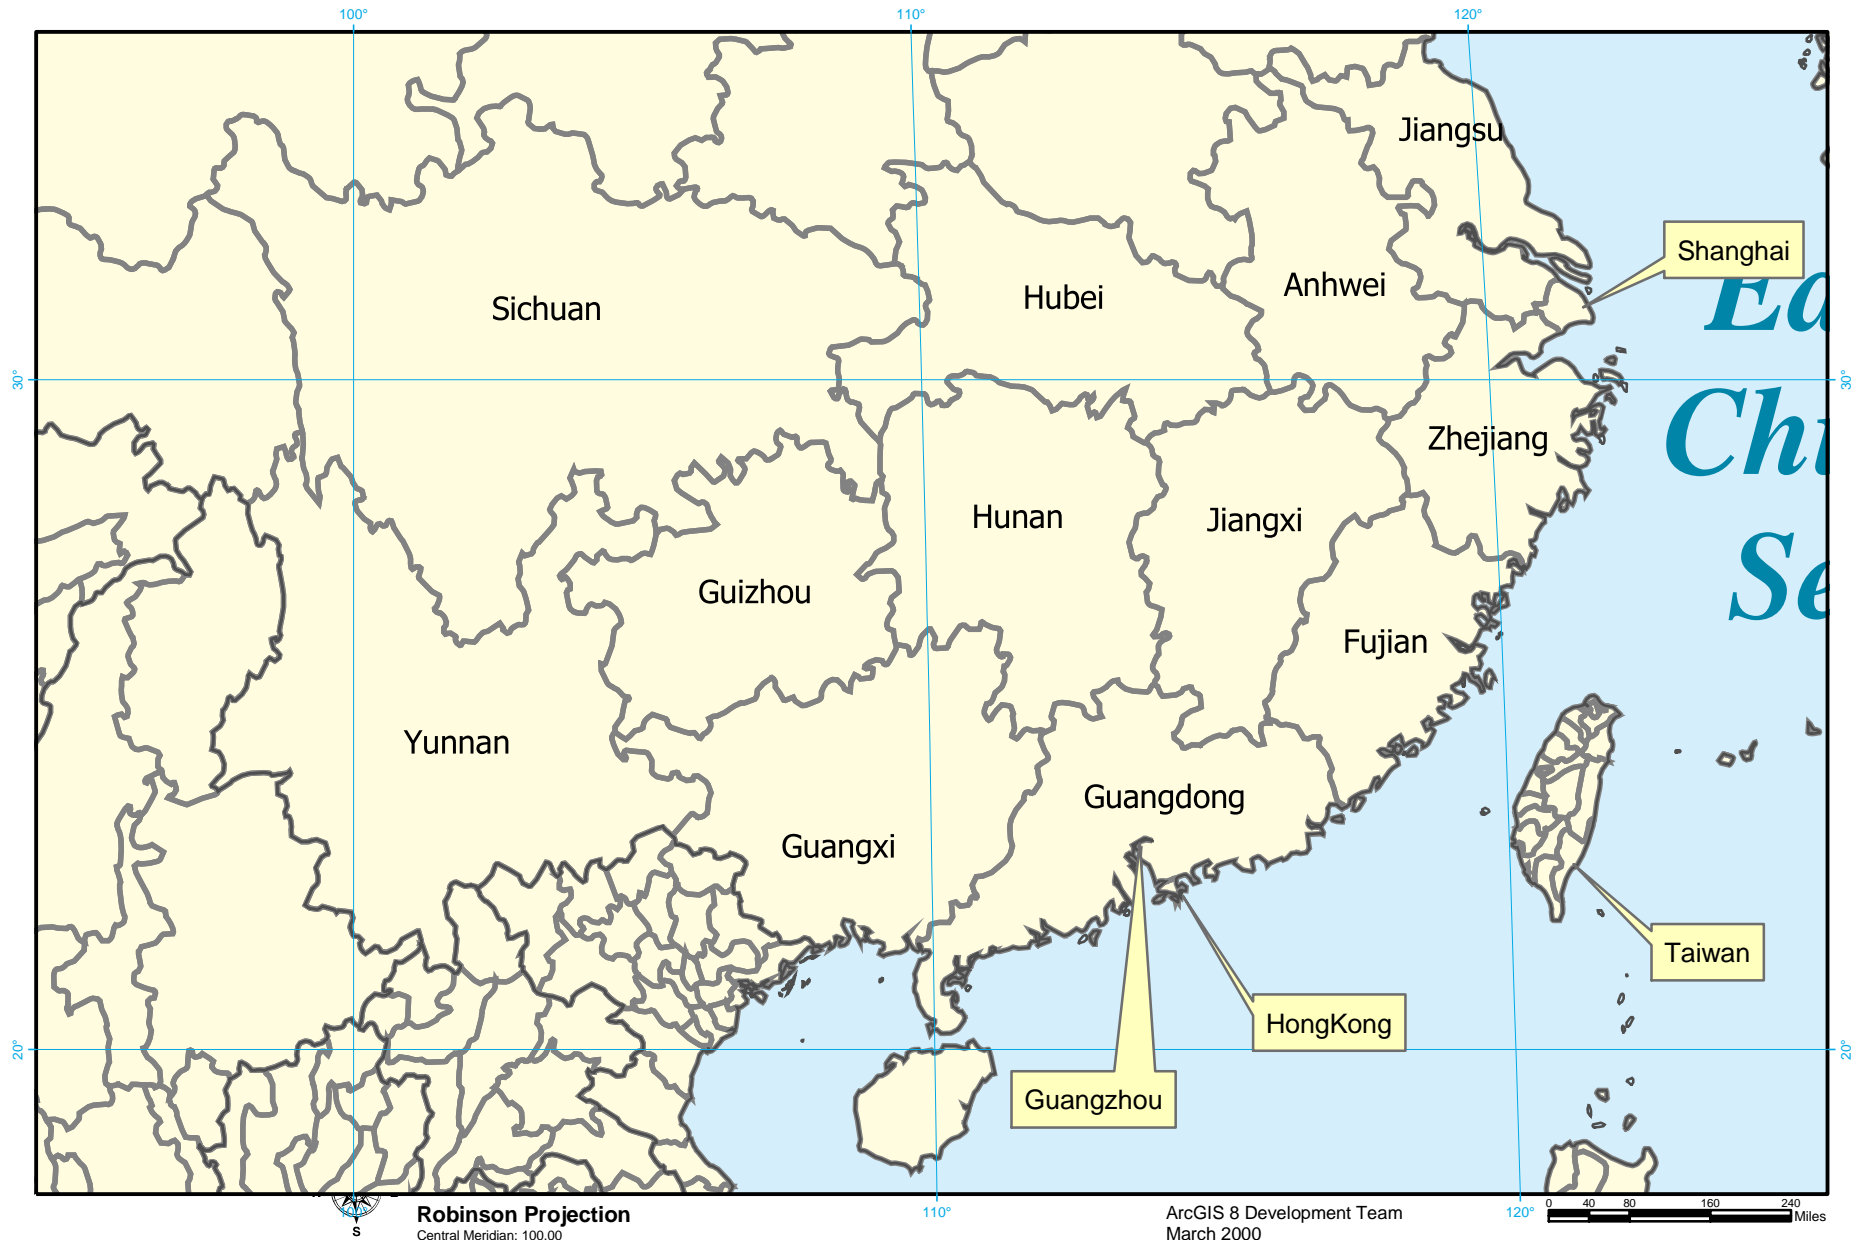 100° 110° 120°
Jiangsu
Shanghai
Anhwei
Hubei
Sichuan
30° 30°
Zhejiang
Hunan
Jiangxi
Guizhou
Fujian
Yunnan
Guangdong
Guangxi
Taiwan
HongKong
20° 20°
Guangzhou
S
100° 110° 120°
0 40 80 160 240
Miles
Robinson Projection
Central Meridian: 100.00
ArcGIS 8 Development Team
March 2000